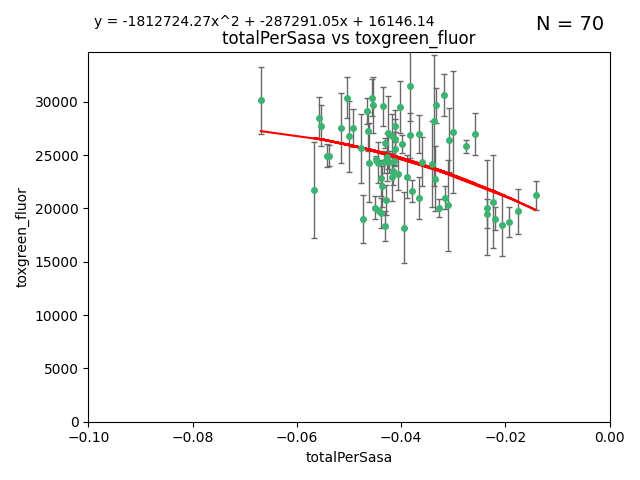 y = -1812724.27x^2 + -287291.05x + 16146.14
N = 70
totalPerSasa vs toxgreen_fluor
toxgreen_fluor
30000
25000
20000
15000
10000
5000
0
−0.10 −0.08 −0.06 −0.04 −0.02 0.00
totalPerSasa